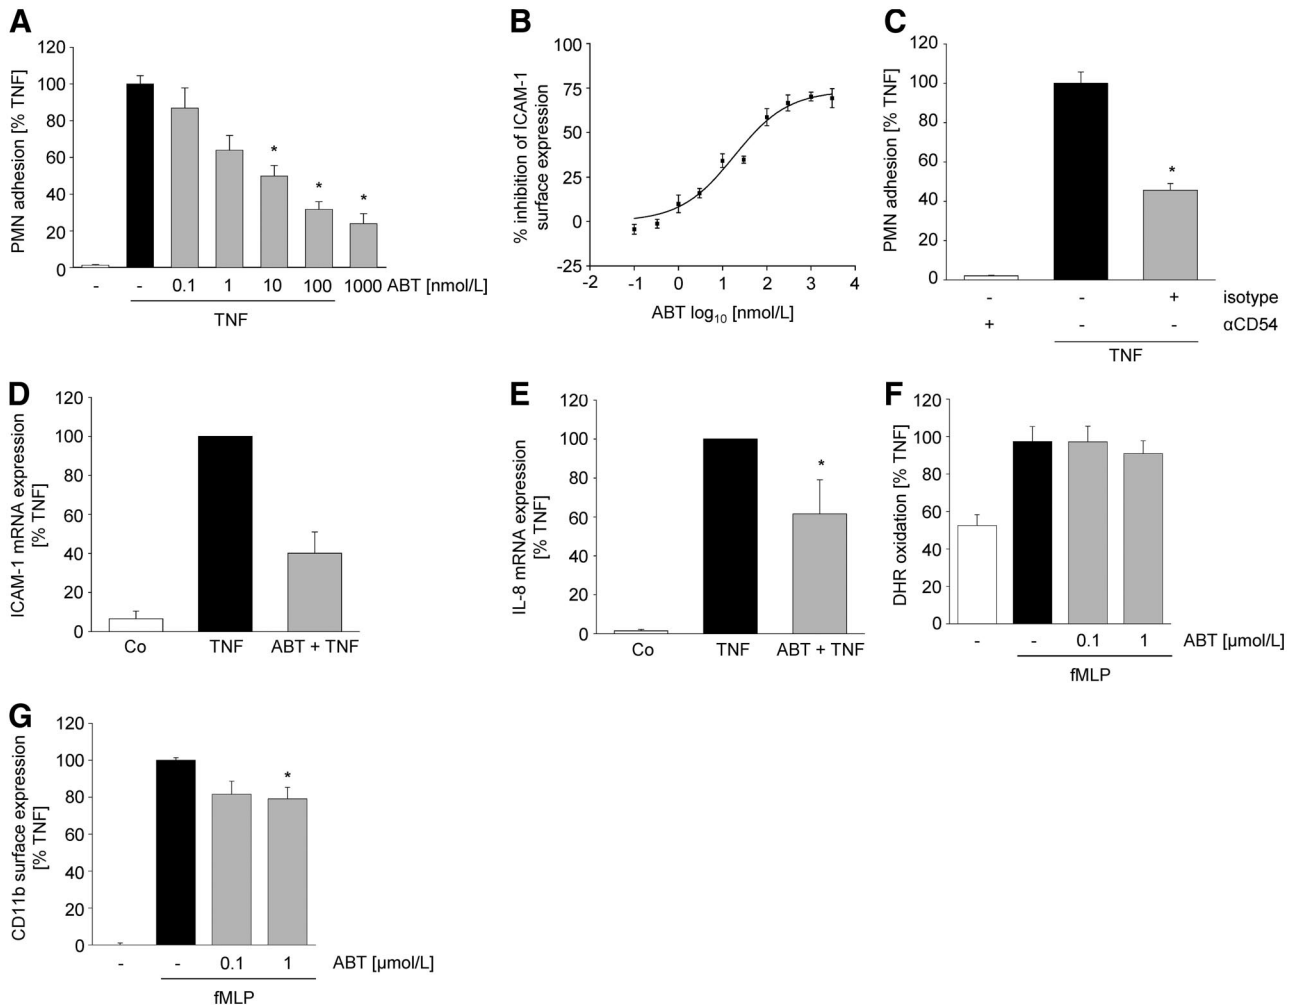 A
PMN adhesion [% TNF]
120
100
80
60
40
20
0
*
*
*
- - 0.1 1 10 100 1000 ABT [nmol/L]
TNF
B
% inhibition of ICAM-1
surface expression
100
75
50
25
0
-25
-2 -1 0 1 2 3 4
ABT log10 [nmol/L]
C
PMN adhesion [% TNF]
120
100
80
60
40
20
0
*
- - + isotype
+ - - αCD54
TNF
D
ICAM-1 mRNA expression
[% TNF]
120
100
80
60
40
20
0
Co TNF ABT + TNF
E
IL-8 mRNA expression
[% TNF]
120
100
80
60
40
20
0
*
Co TNF ABT + TNF
F
DHR oxidation [% TNF]
120
100
80
60
40
20
0
- - 0.1 1 ABT [µmol/L]
fMLP
G
CD11b surface expression
[% TNF]
120
100
80
60
40
20
0
*
- - 0.1 1 ABT [µmol/L]
fMLP